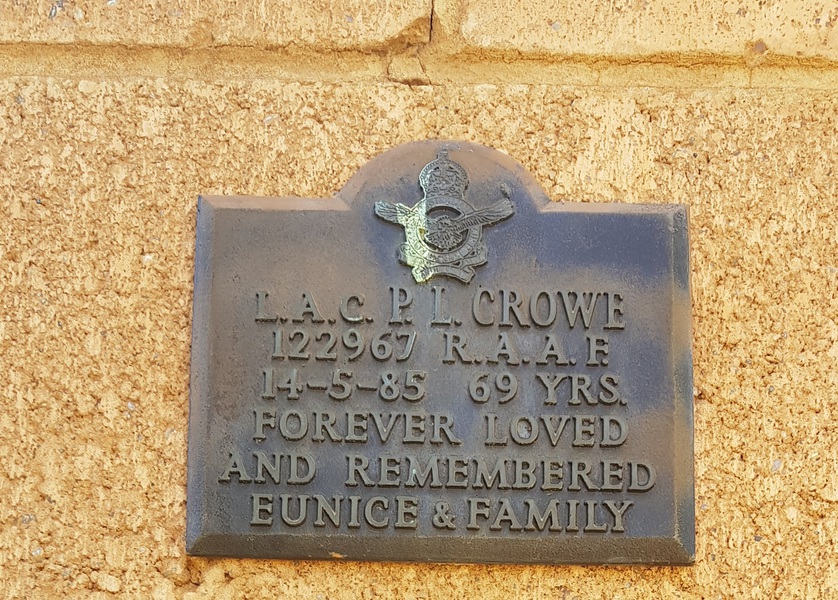 L.A.C. P. L. CROWE
122967 R.A.A.F.
14-5-85 69 YRS.
FOREVER LOVED
AND REMEMBERED
EUNICE & FAMILY